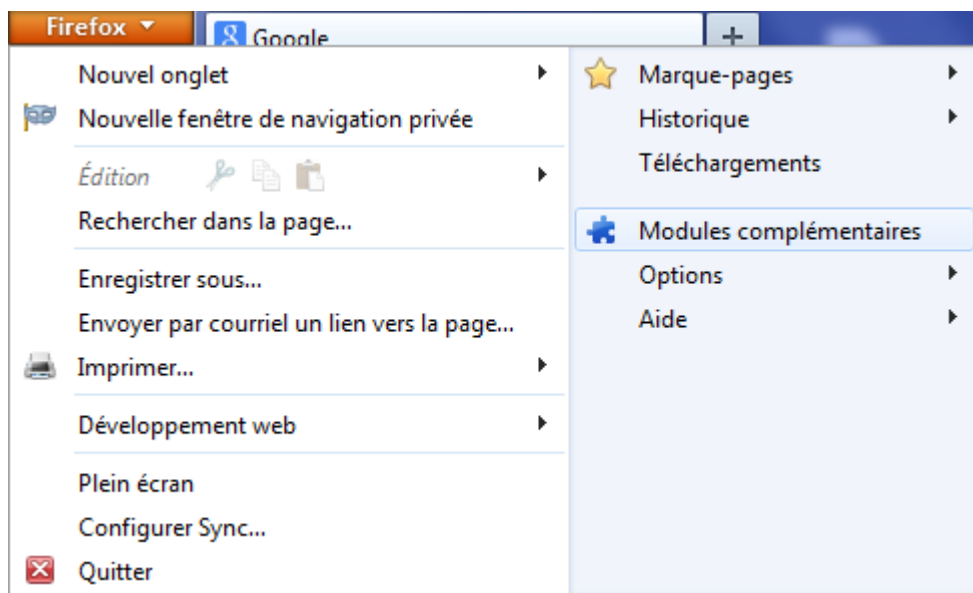 Firefox
Google
Nouvel onglet
Nouvelle fenêtre de navigation privée
Édition
Rechercher dans la page...
Enregistrer sous...
Envoyer par courriel un lien vers la page...
Imprimer...
Développement web
Plein écran
Configurer Sync...
Quitter
Marque-pages
Historique
Téléchargements
Modules complémentaires
Options
Aide